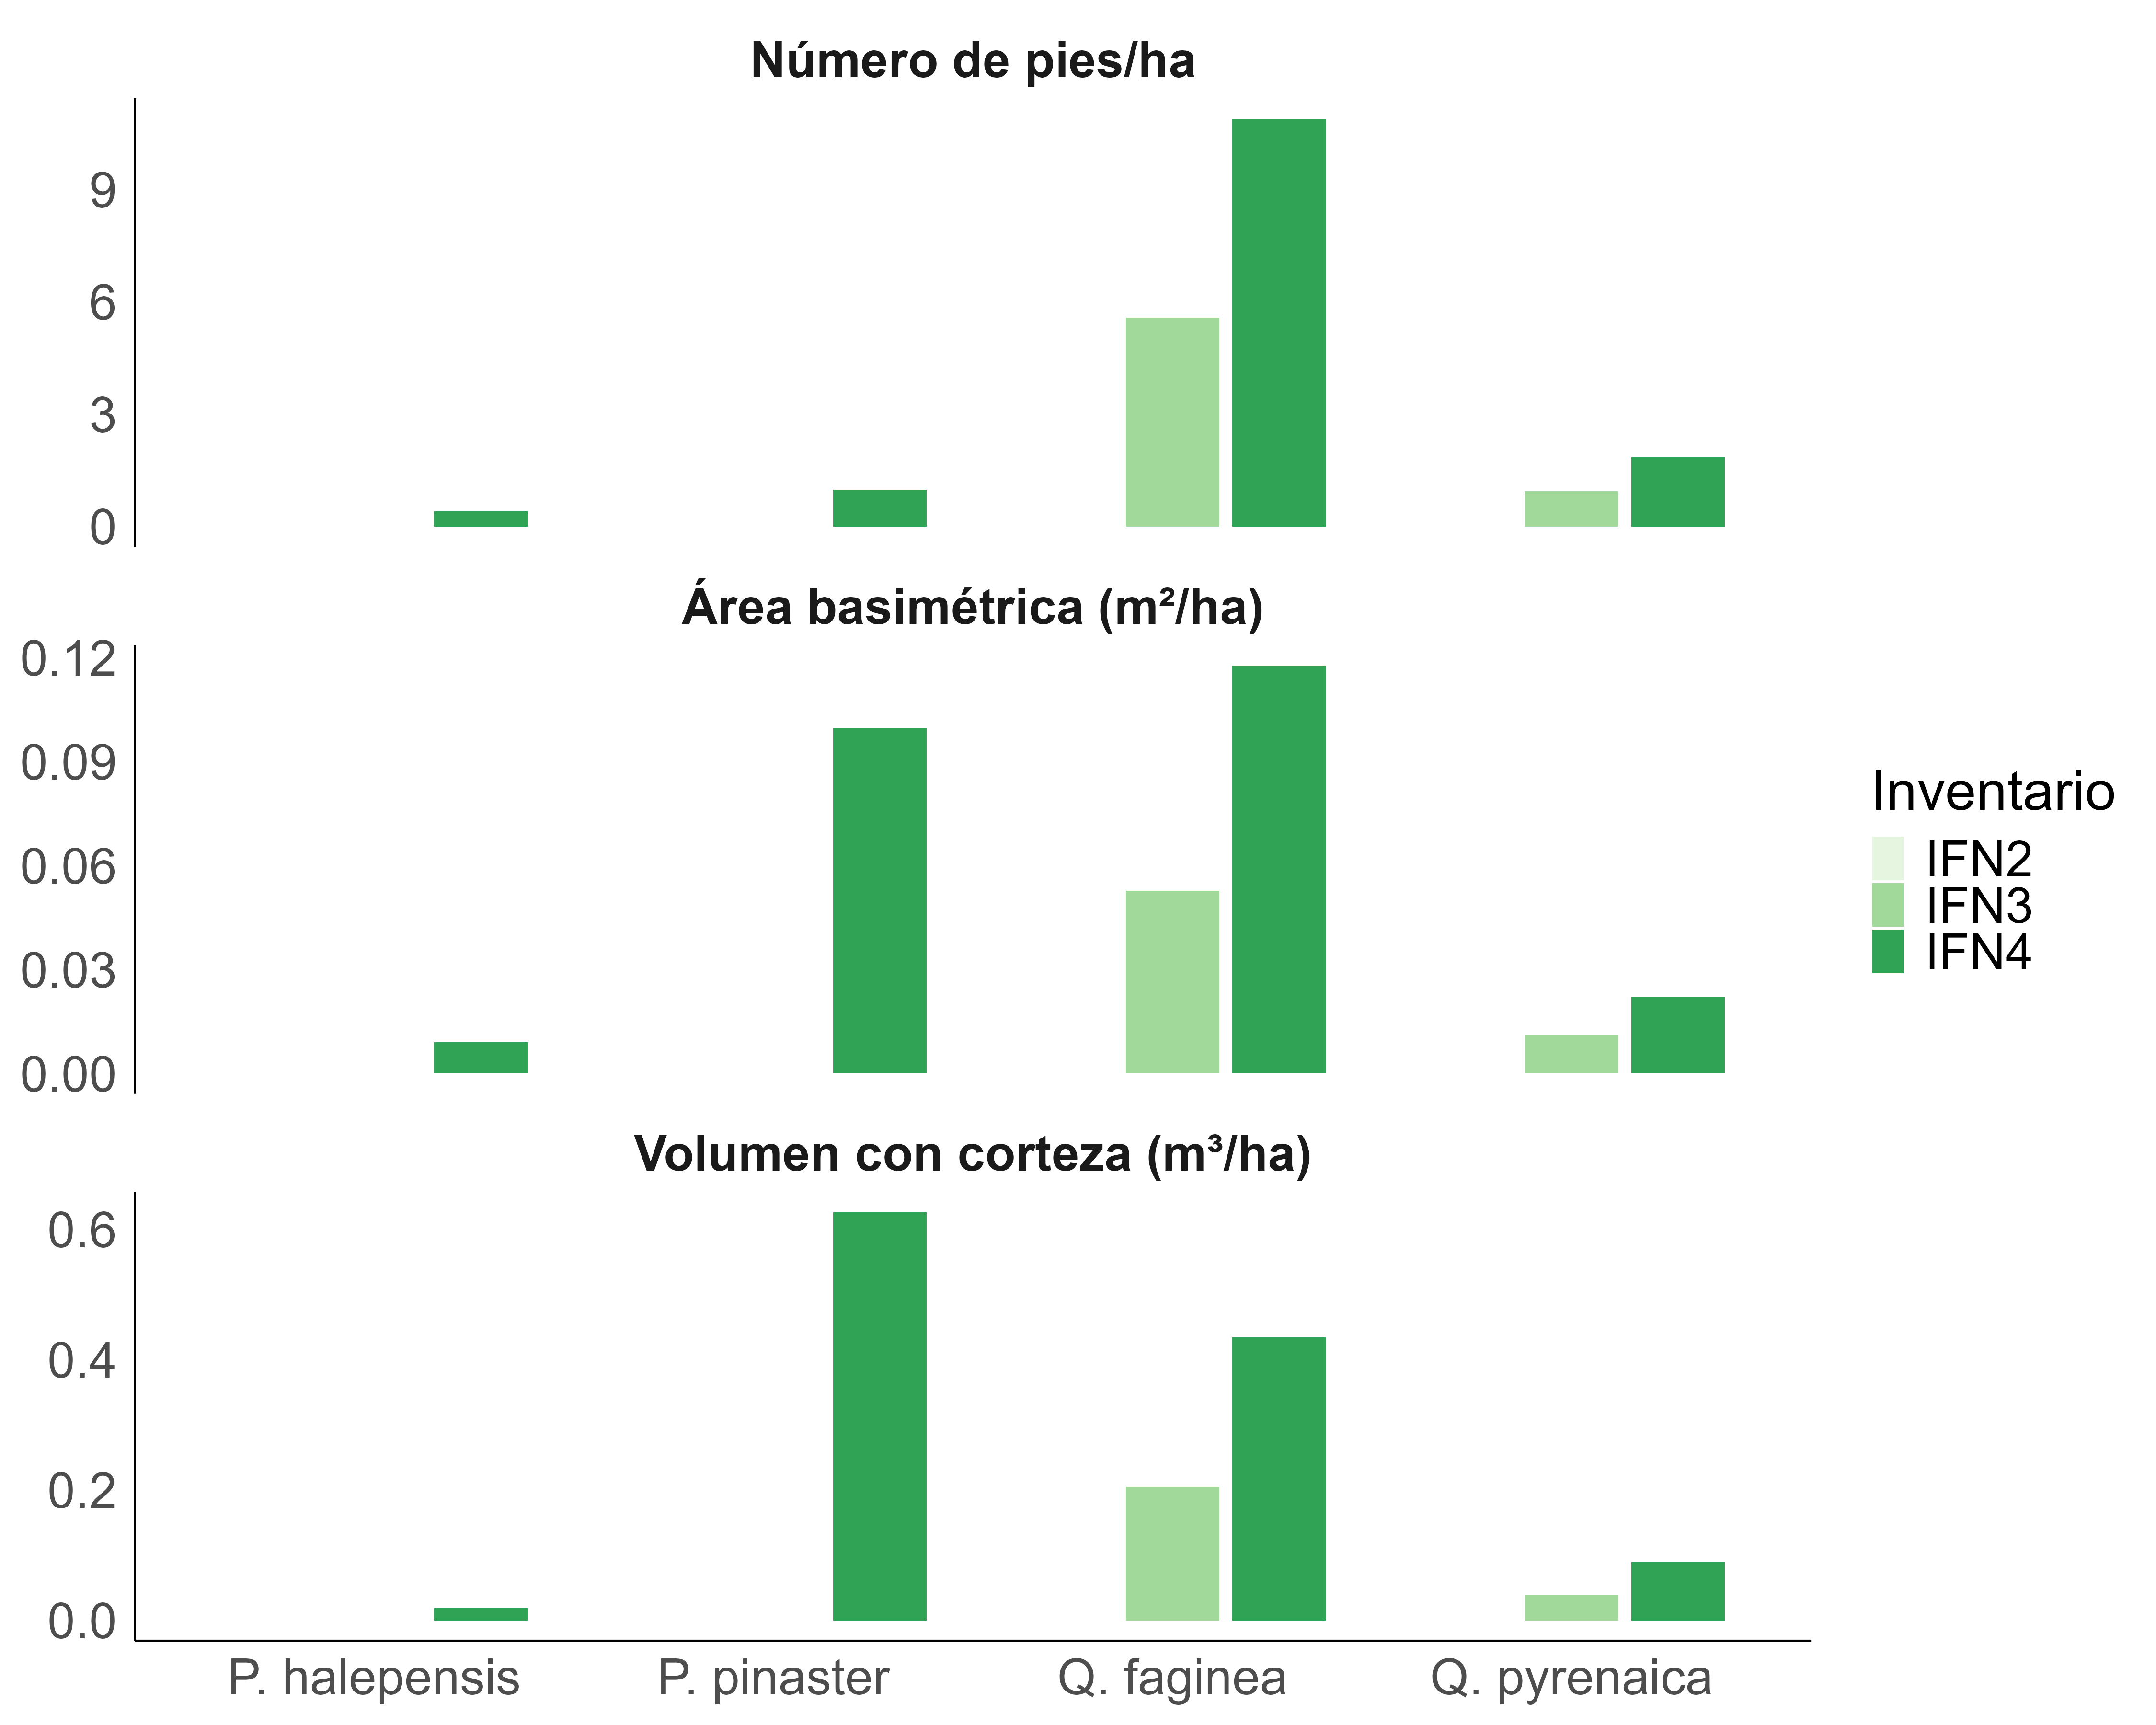 Número de pies/ha
9
6
3
0
Área basimétrica (m²/ha)
0.12
0.09
0.06
0.03
0.00
Volumen con corteza (m³/ha)
0.6
0.4
0.2
0.0
P. halepensis
P. pinaster
Q. faginea
Q. pyrenaica
Inventario
IFN2
IFN3
IFN4